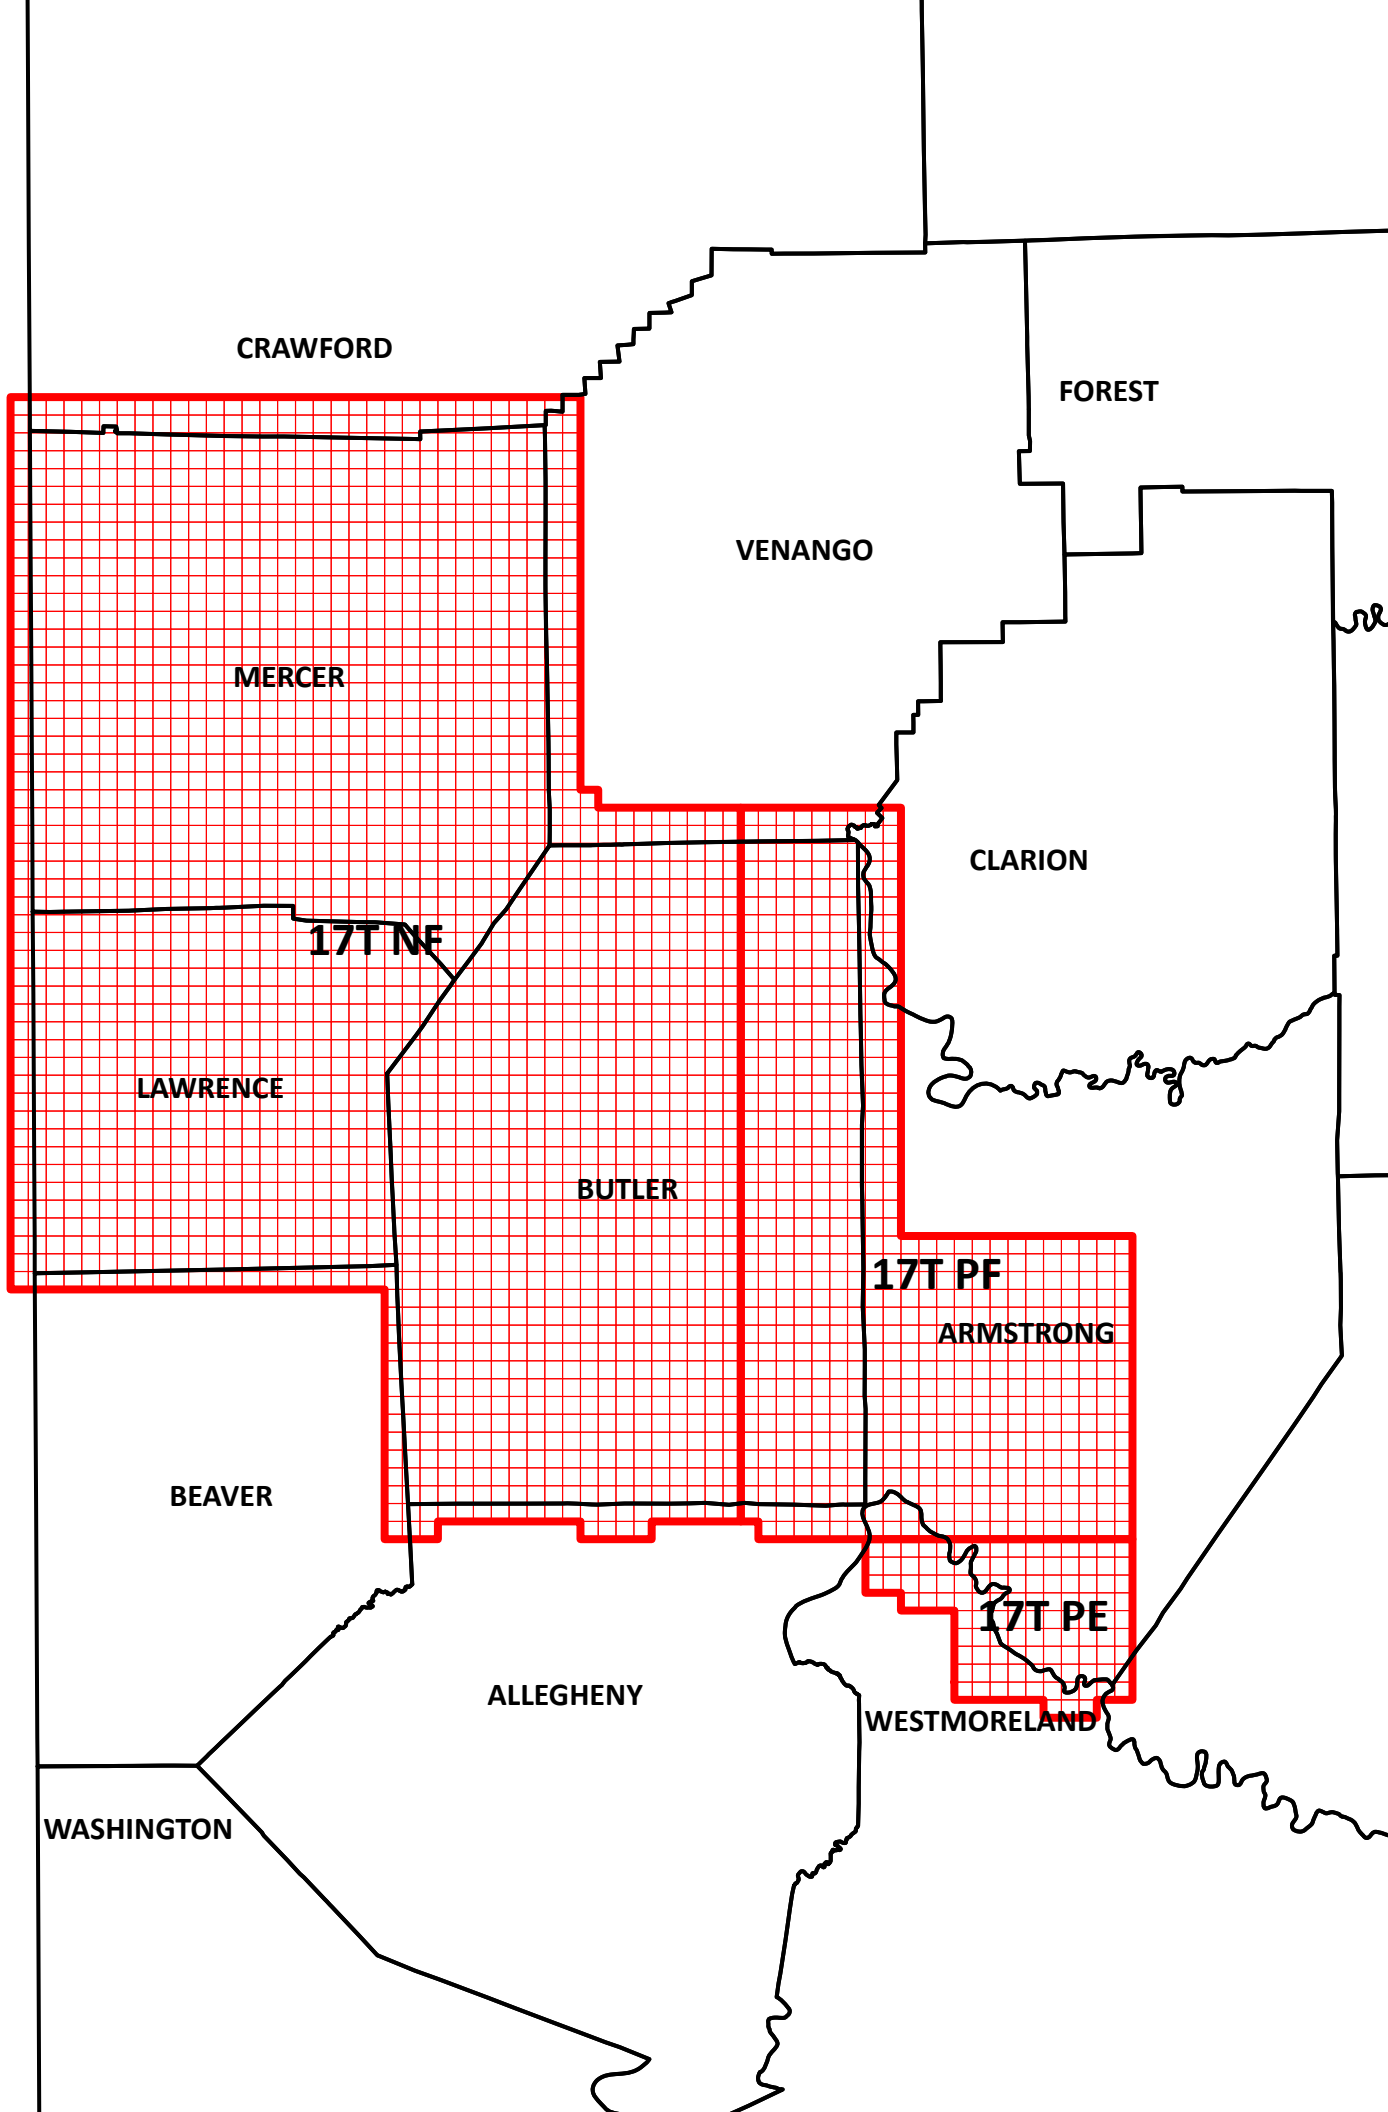 CRAWFORD
FOREST
VENANGO
MERCER
CLARION
17T NF
LAWRENCE
BUTLER
17T PF
ARMSTRONG
BEAVER
17T PE
ALLEGHENY
WESTMORELAND
WASHINGTON